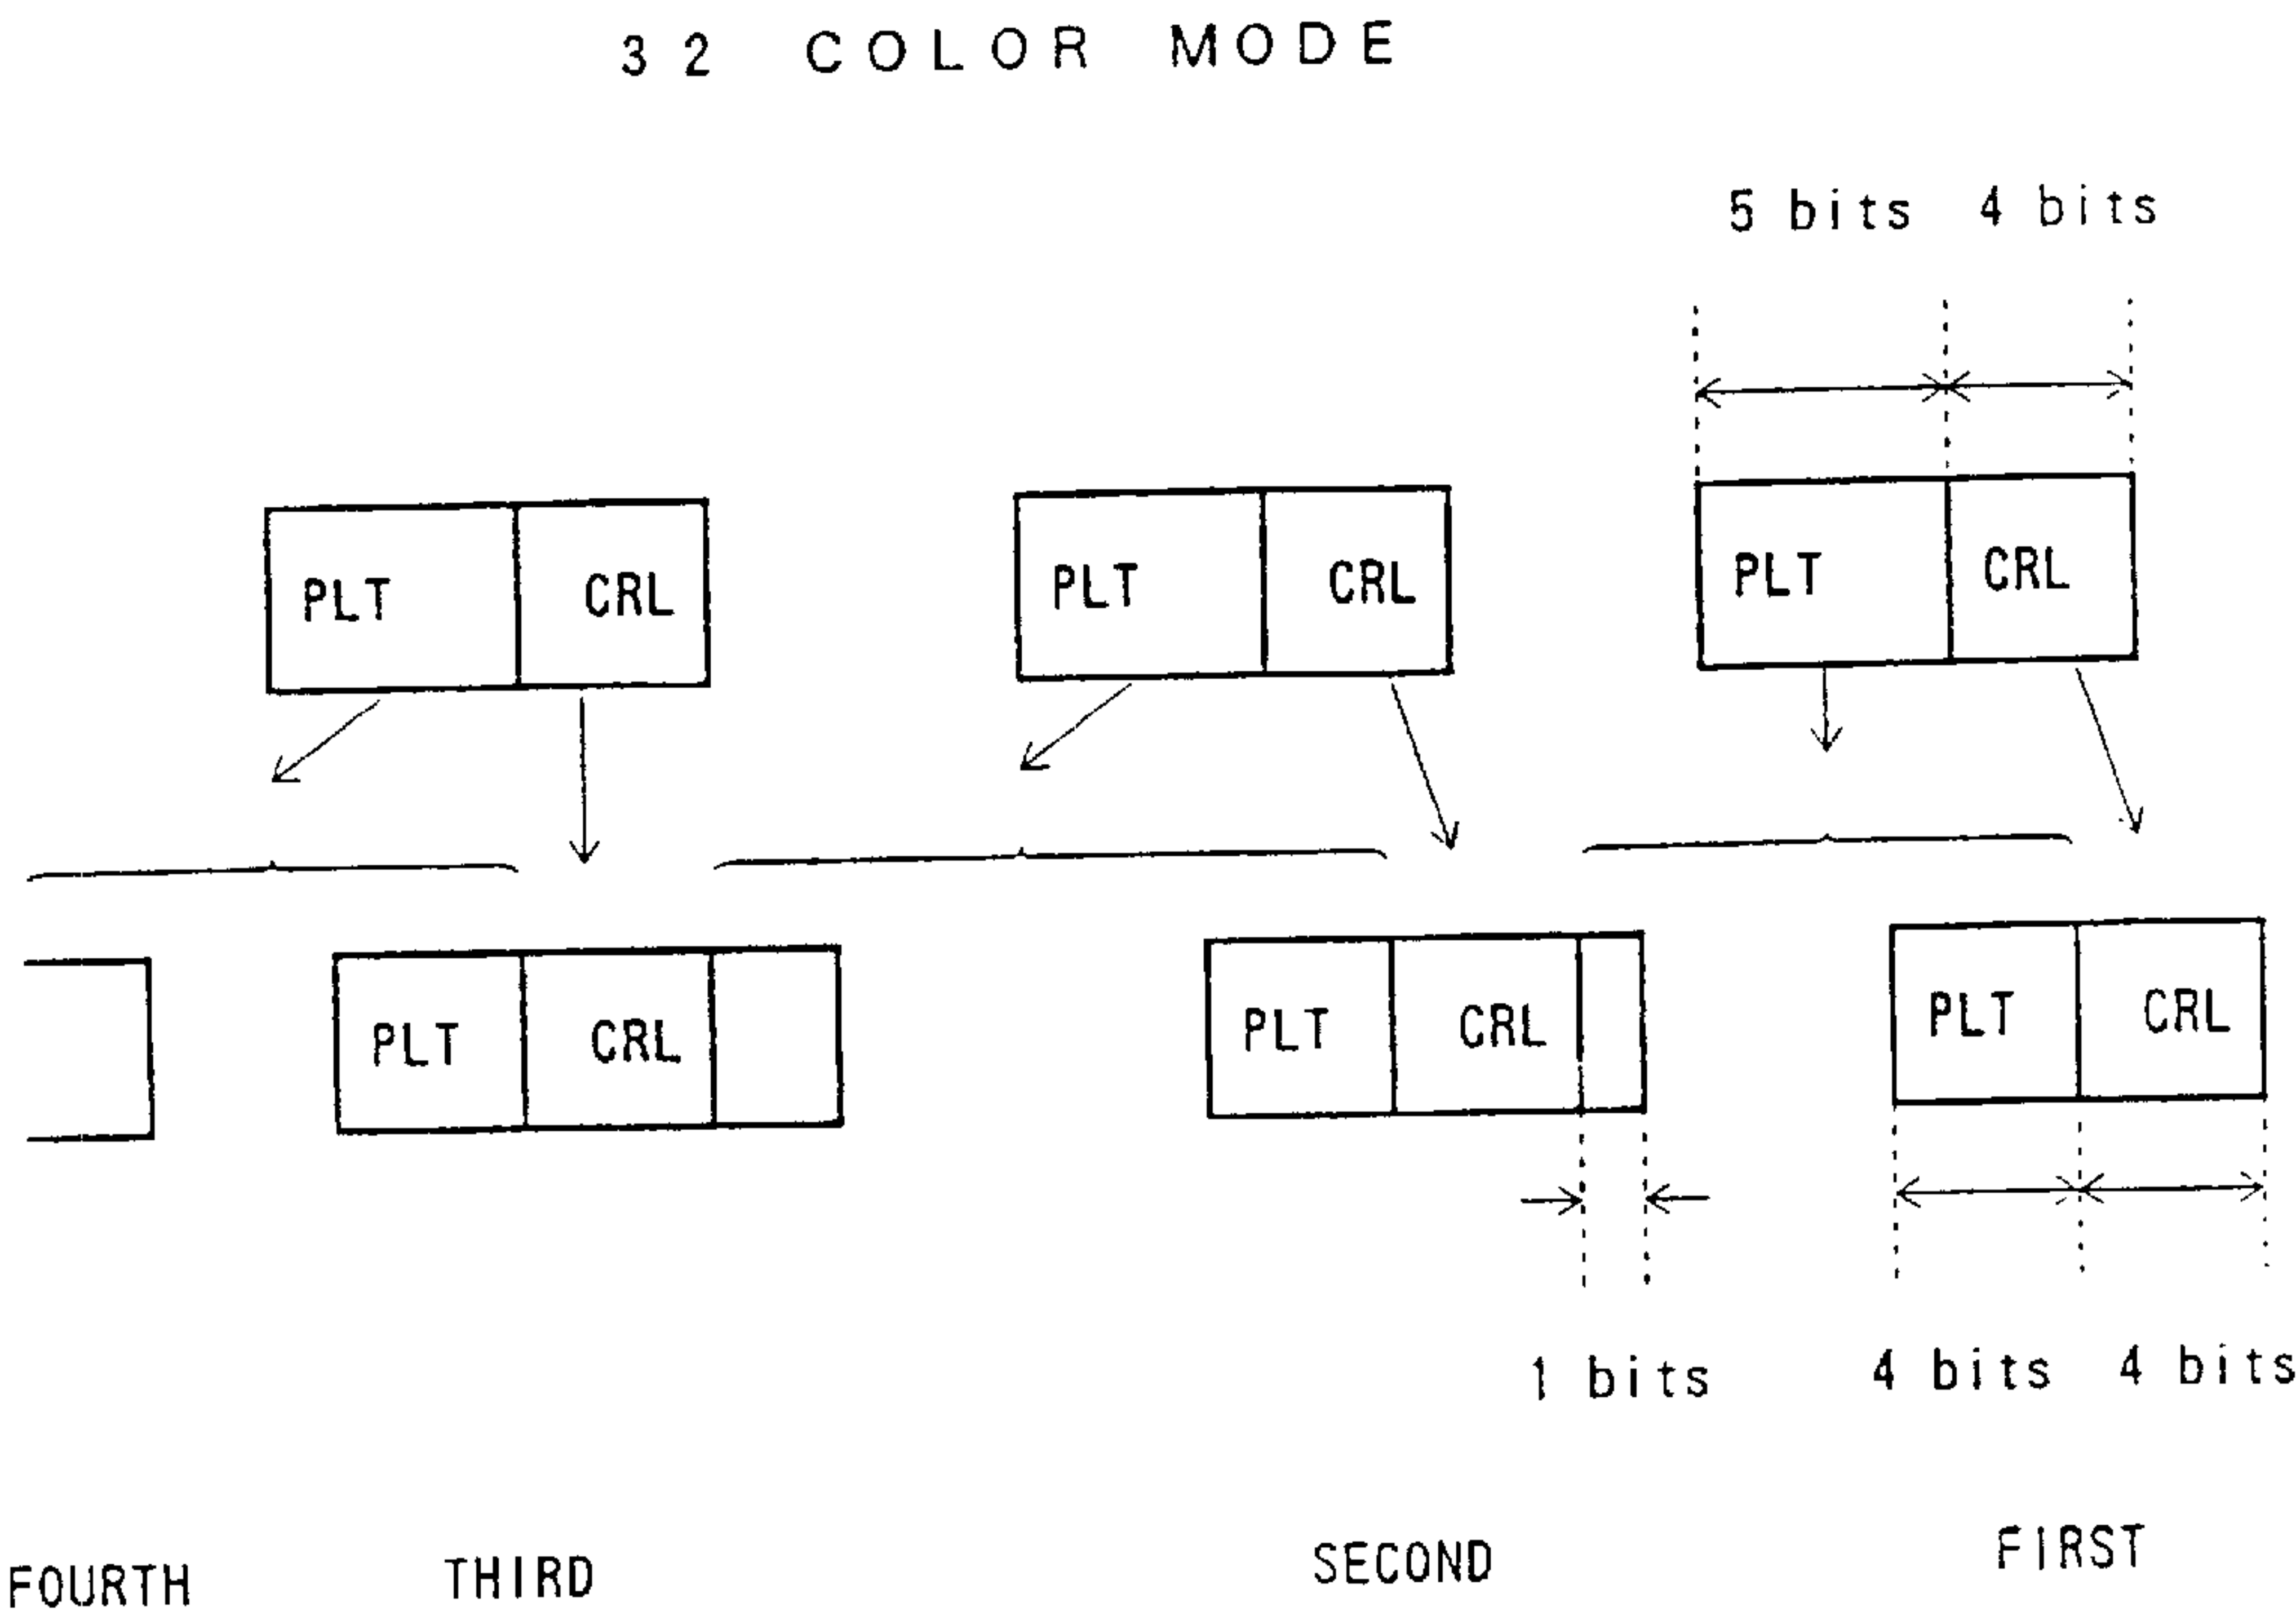 32 COLOR MODE
5 bits 4 bits
PLT CRL PLT CRL PLT CRL
PLT CRL PLT CRL PLT CRL
1 bits 4 bits 4 bits
FOURTH THIRD SECOND FIRST